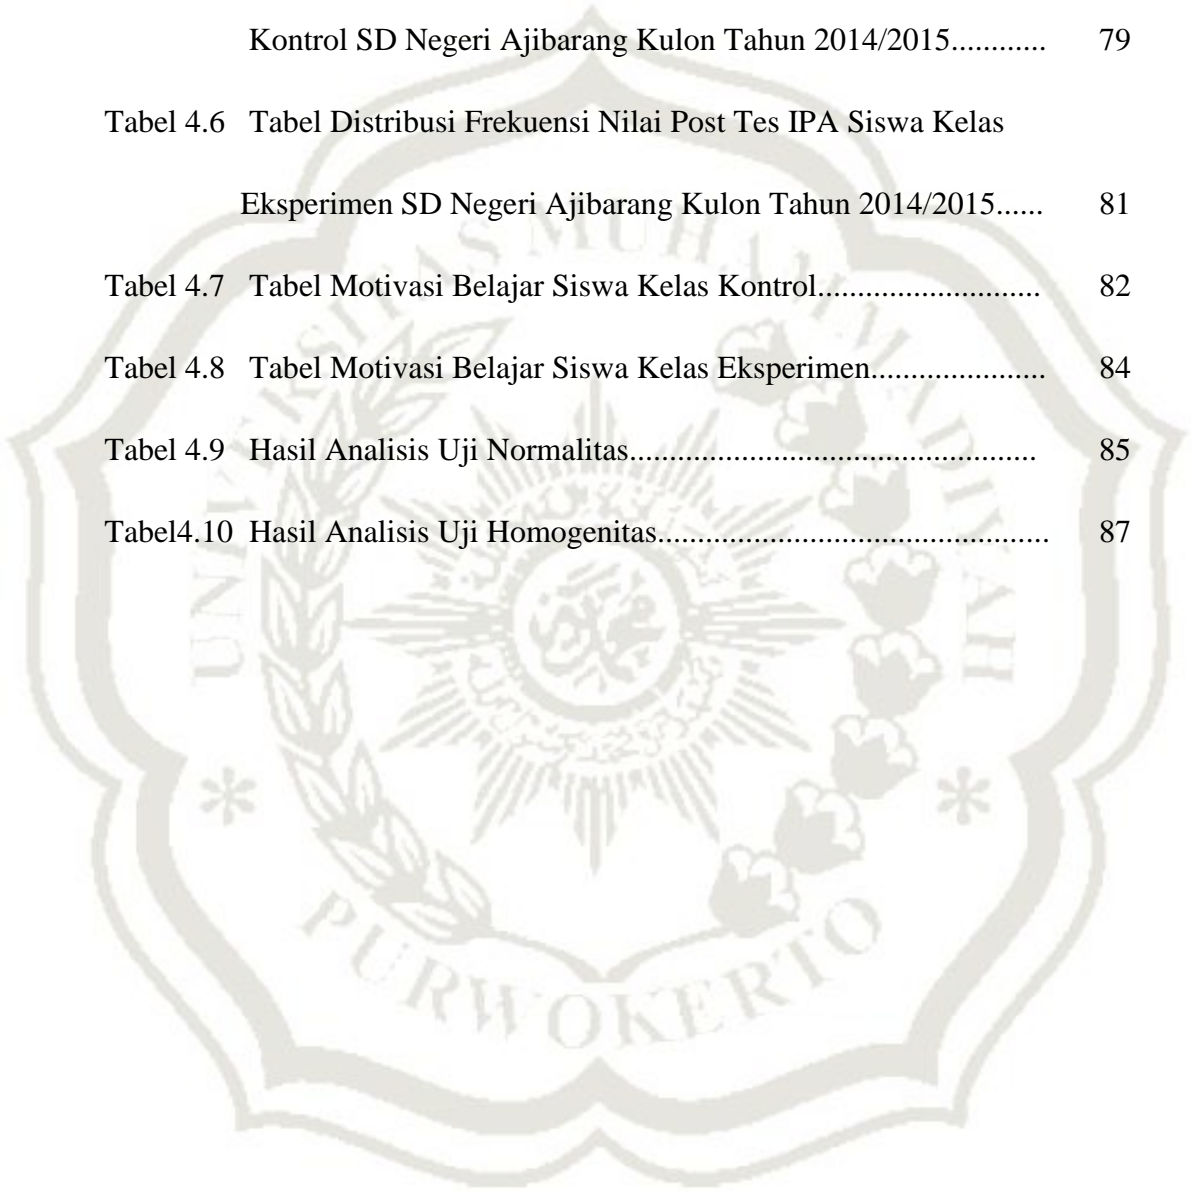 Kontrol SD Negeri Ajibarang Kulon Tahun 2014/2015............ 79
Tabel 4.6 Tabel Distribusi Frekuensi Nilai Post Tes IPA Siswa Kelas
Eksperimen SD Negeri Ajibarang Kulon Tahun 2014/2015...... 81
Tabel 4.7 Tabel Motivasi Belajar Siswa Kelas Kontrol............................ 82
Tabel 4.8 Tabel Motivasi Belajar Siswa Kelas Eksperimen...................... 84
Tabel 4.9 Hasil Analisis Uji Normalitas................................................... 85
Tabel4.10 Hasil Analisis Uji Homogenitas................................................. 87
UNIVERSITAS MUHAMMADIYAH
PURWOKERTO